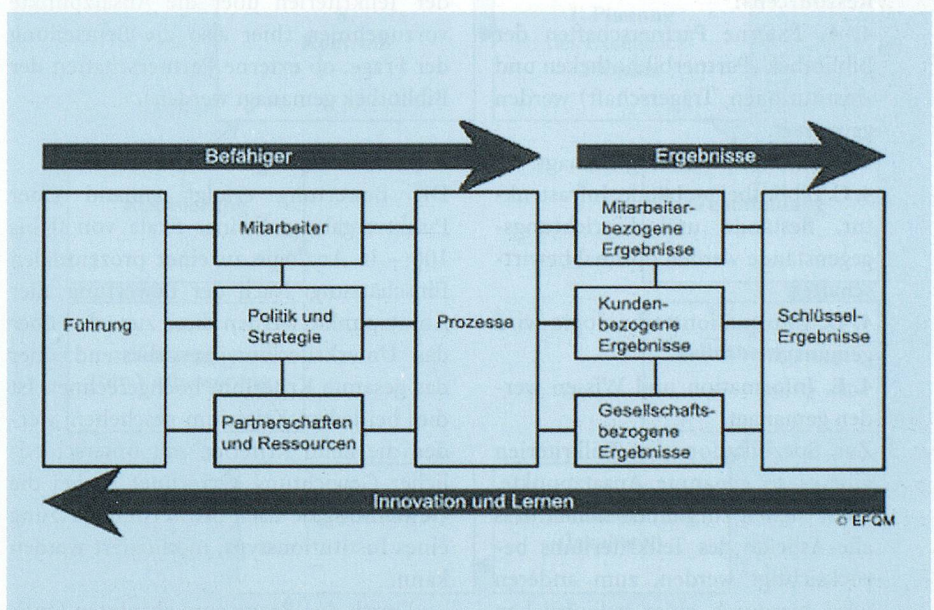 Befähiger
Ergebnisse
Führung
Mitarbeiter
Politik und
Strategie
Partnerschaften
und Ressourcen
Prozesse
Mitarbeiter-
bezogene
Ergebnisse
Kunden-
bezogene
Ergebnisse
Gesellschafts-
bezogene
Ergebnisse
Schlüssel-
Ergebnisse
Innovation und Lernen
© EFQM